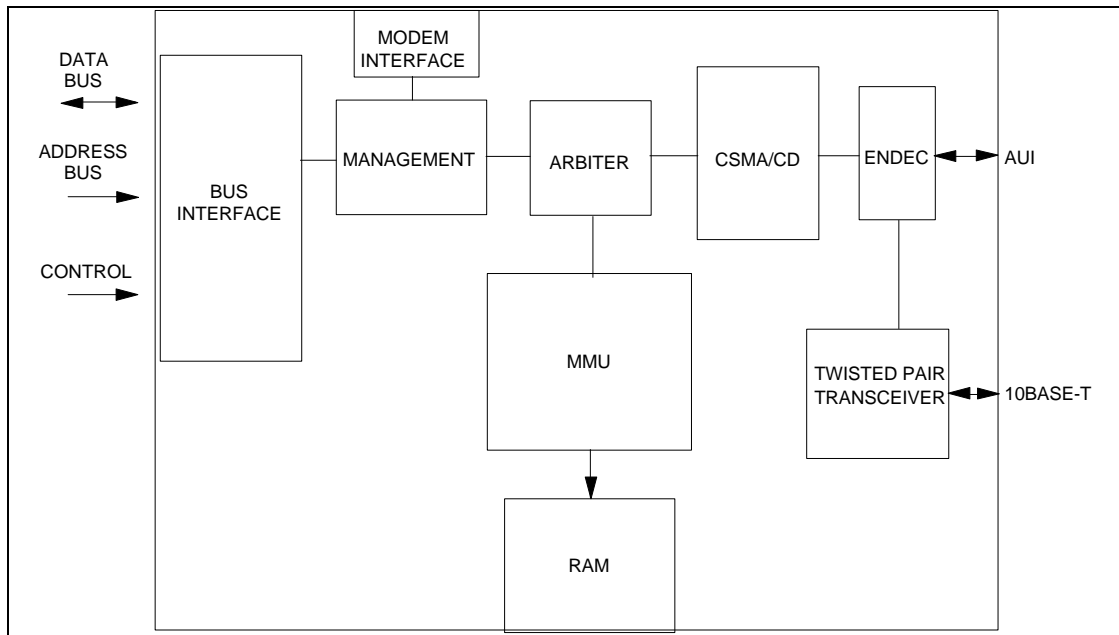 DATA
BUS
ADDRESS
BUS
CONTROL
BUS
INTERFACE
MODEM
INTERFACE
MANAGEMENT
ARBITER
CSMA/CD
ENDEC
AUI
MMU
TWISTED PAIR
TRANSCEIVER
10BASE-T
RAM